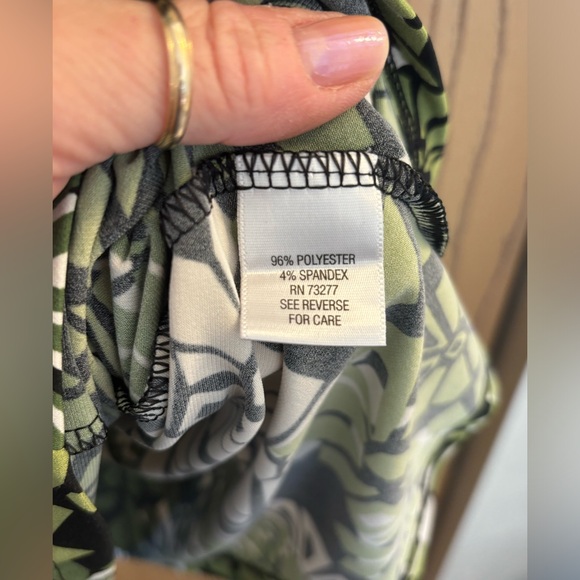 96% POLYESTER
4% SPANDEX
RN 73277
SEE REVERSE
FOR CARE